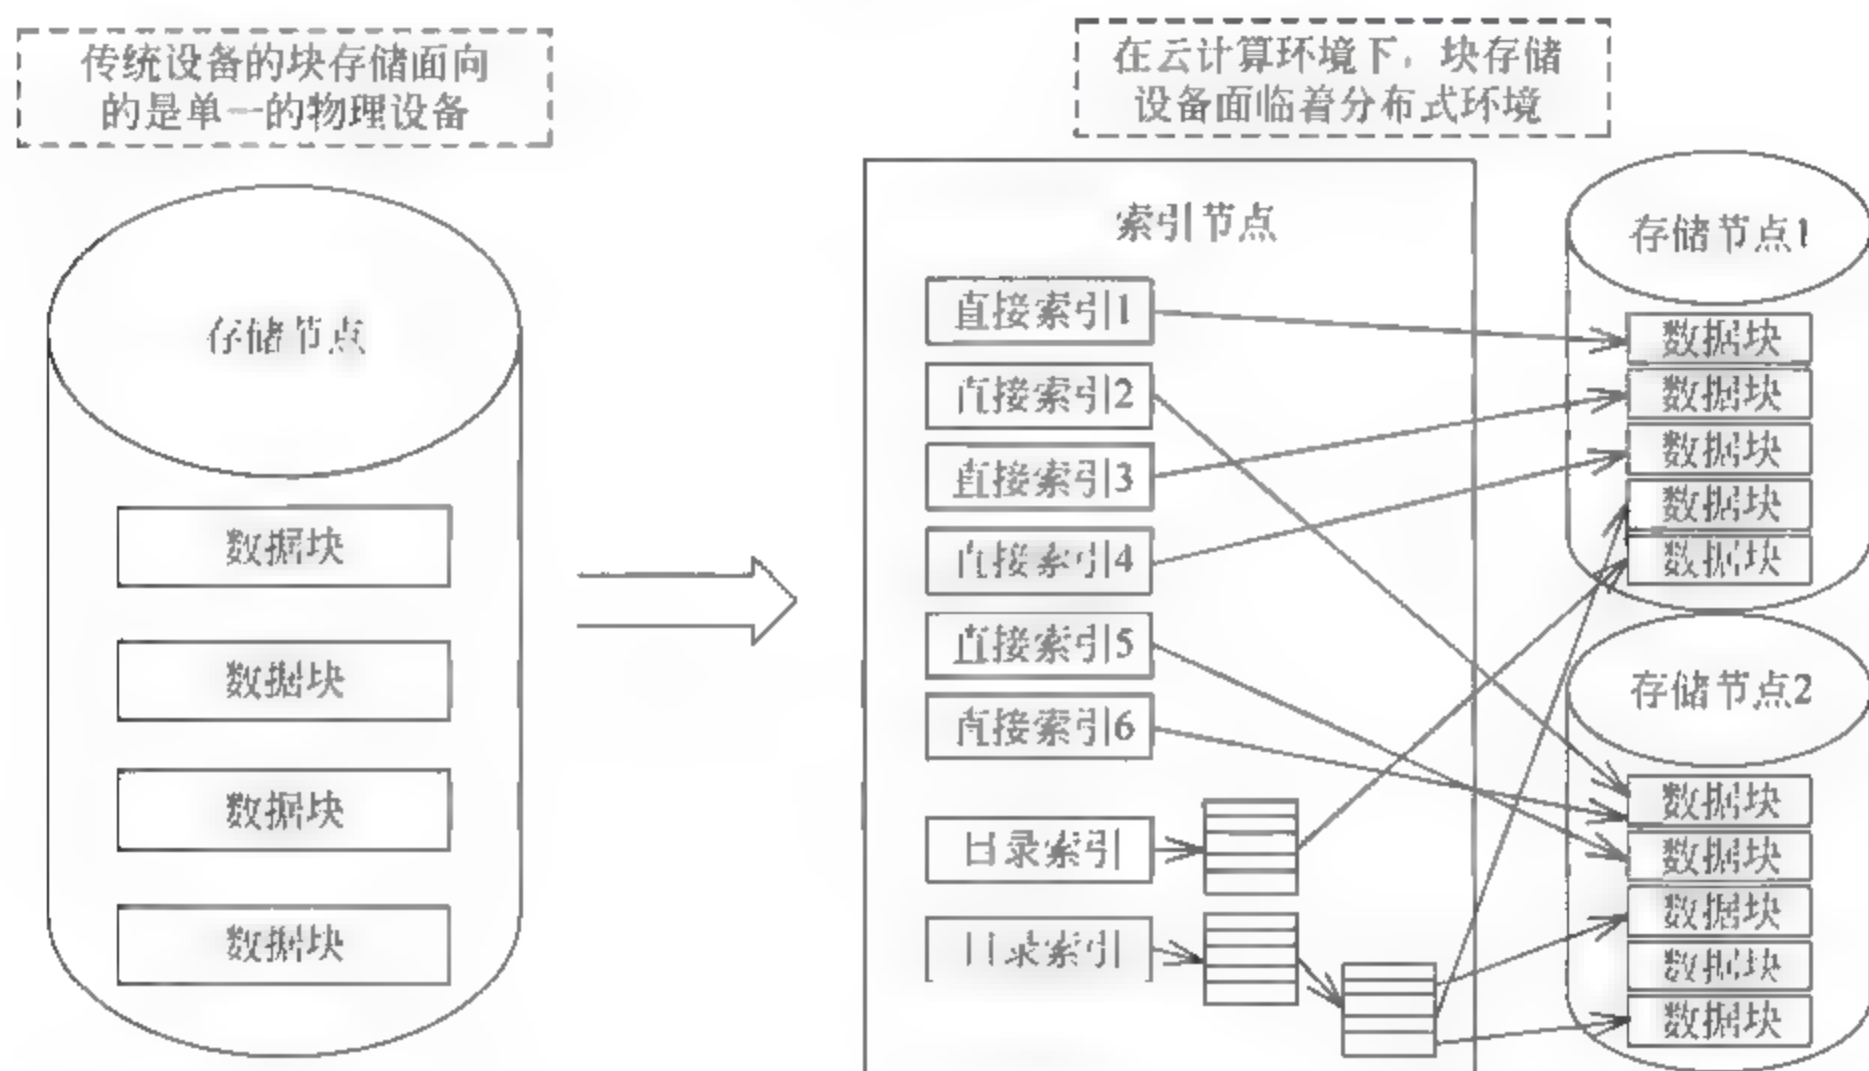 传统设备的块存储面向
的是单一的物理设备
存储节点
数据块
数据块
数据块
数据块
在云计算环境下，块存储
设备面临着分布式环境
索引节点
直接索引1
直接索引2
直接索引3
直接索引4
直接索引5
直接索引6
目录索引
目录索引
存储节点1
数据块
数据块
数据块
数据块
数据块
存储节点2
数据块
数据块
数据块
数据块
数据块